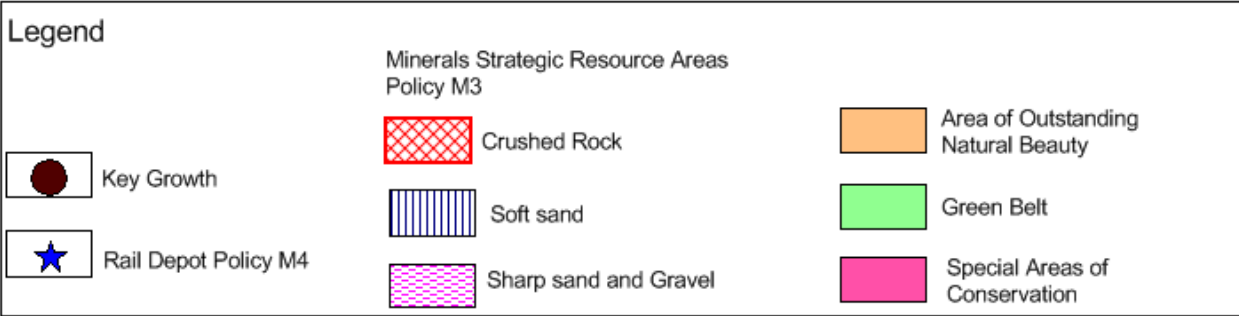 Legend
Key Growth
Rail Depot Policy M4
Minerals Strategic Resource Areas
Policy M3
Crushed Rock
Soft sand
Sharp sand and Gravel
Area of Outstanding
Natural Beauty
Green Belt
Special Areas of
Conservation